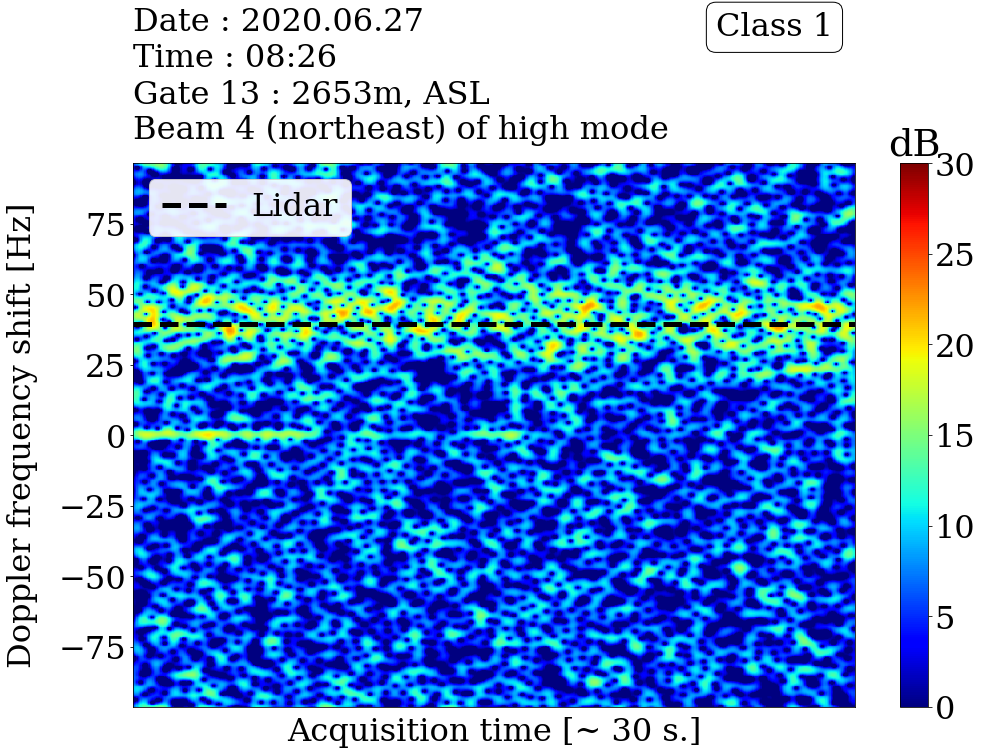 Date : 2020.06.27
Class 1
Time : 08:26
Gate 13 : 2653m, ASL
Beam 4 (northeast) of high mode
dB
Lidar
75
50
25
0
−25
−50
−75
Doppler frequency shift [Hz]
Acquisition time [~ 30 s.]
30
25
20
15
10
5
0